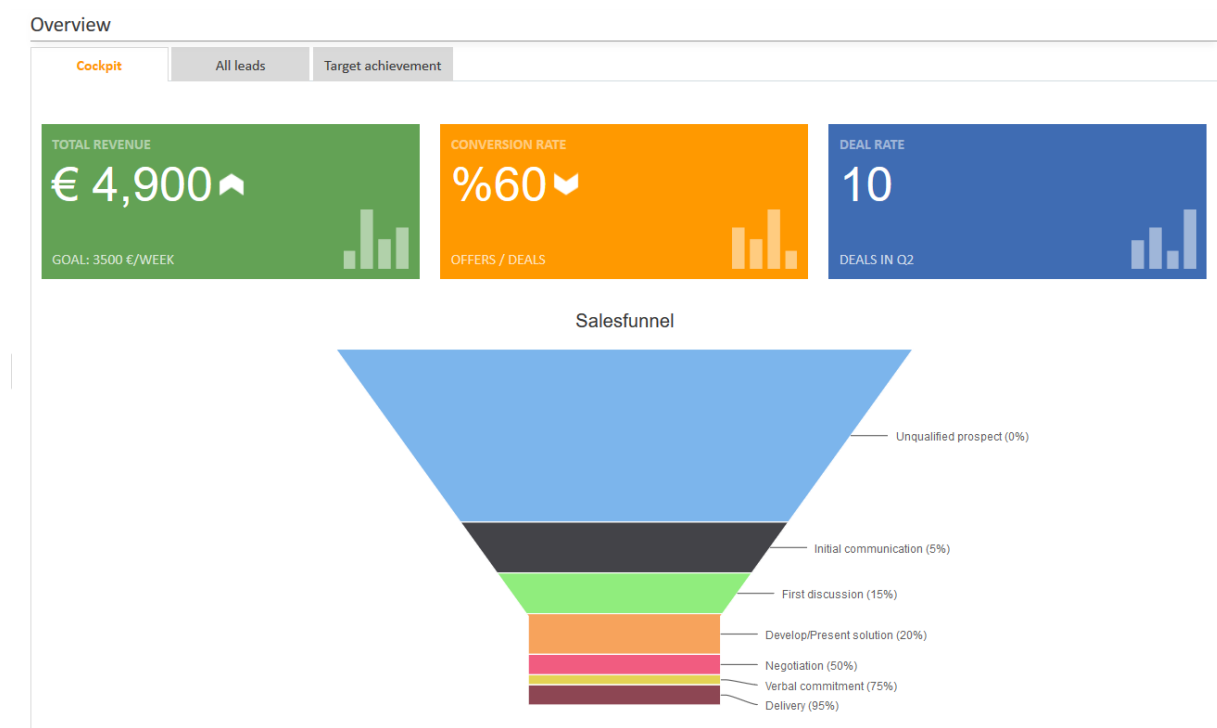 Overview
Cockpit
All leads
Target achievement
TOTAL REVENUE
€ 4,900
GOAL: 3500 €/WEEK
CONVERSION RATE
%60
OFFERS / DEALS
DEAL RATE
10
DEALS IN Q2
Salesfunnel
Unqualified prospect (0%)
Initial communication (5%)
First discussion (15%)
Develop/Present solution (20%)
Negotiation (50%)
Verbal commitment (75%)
Delivery (95%)